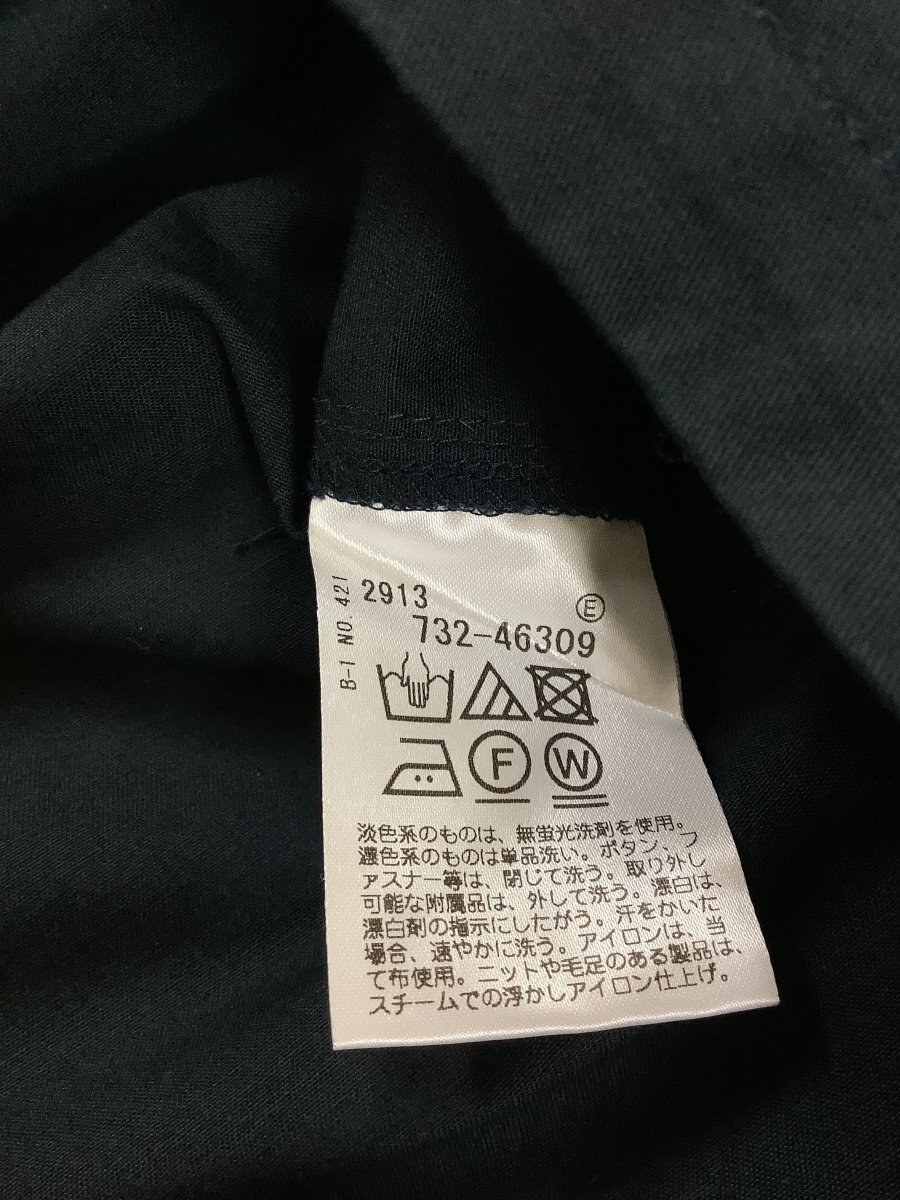 B-1 NO. 421
2913
E
732-46309
F W
淡色系のものは、無蛍光洗剤を使用。
濃色系のものは単品洗い。ボタン、フ
ァスナー等は、閉じて洗う。取り外し
可能な附属品は、外して洗う。漂白は、
漂白剤の指示にしたがう。汗をかいた
場合、速やかに洗う。アイロンは、当
て布使用。ニットや毛足のある製品は、
スチームでの浮かしアイロン仕上げ。